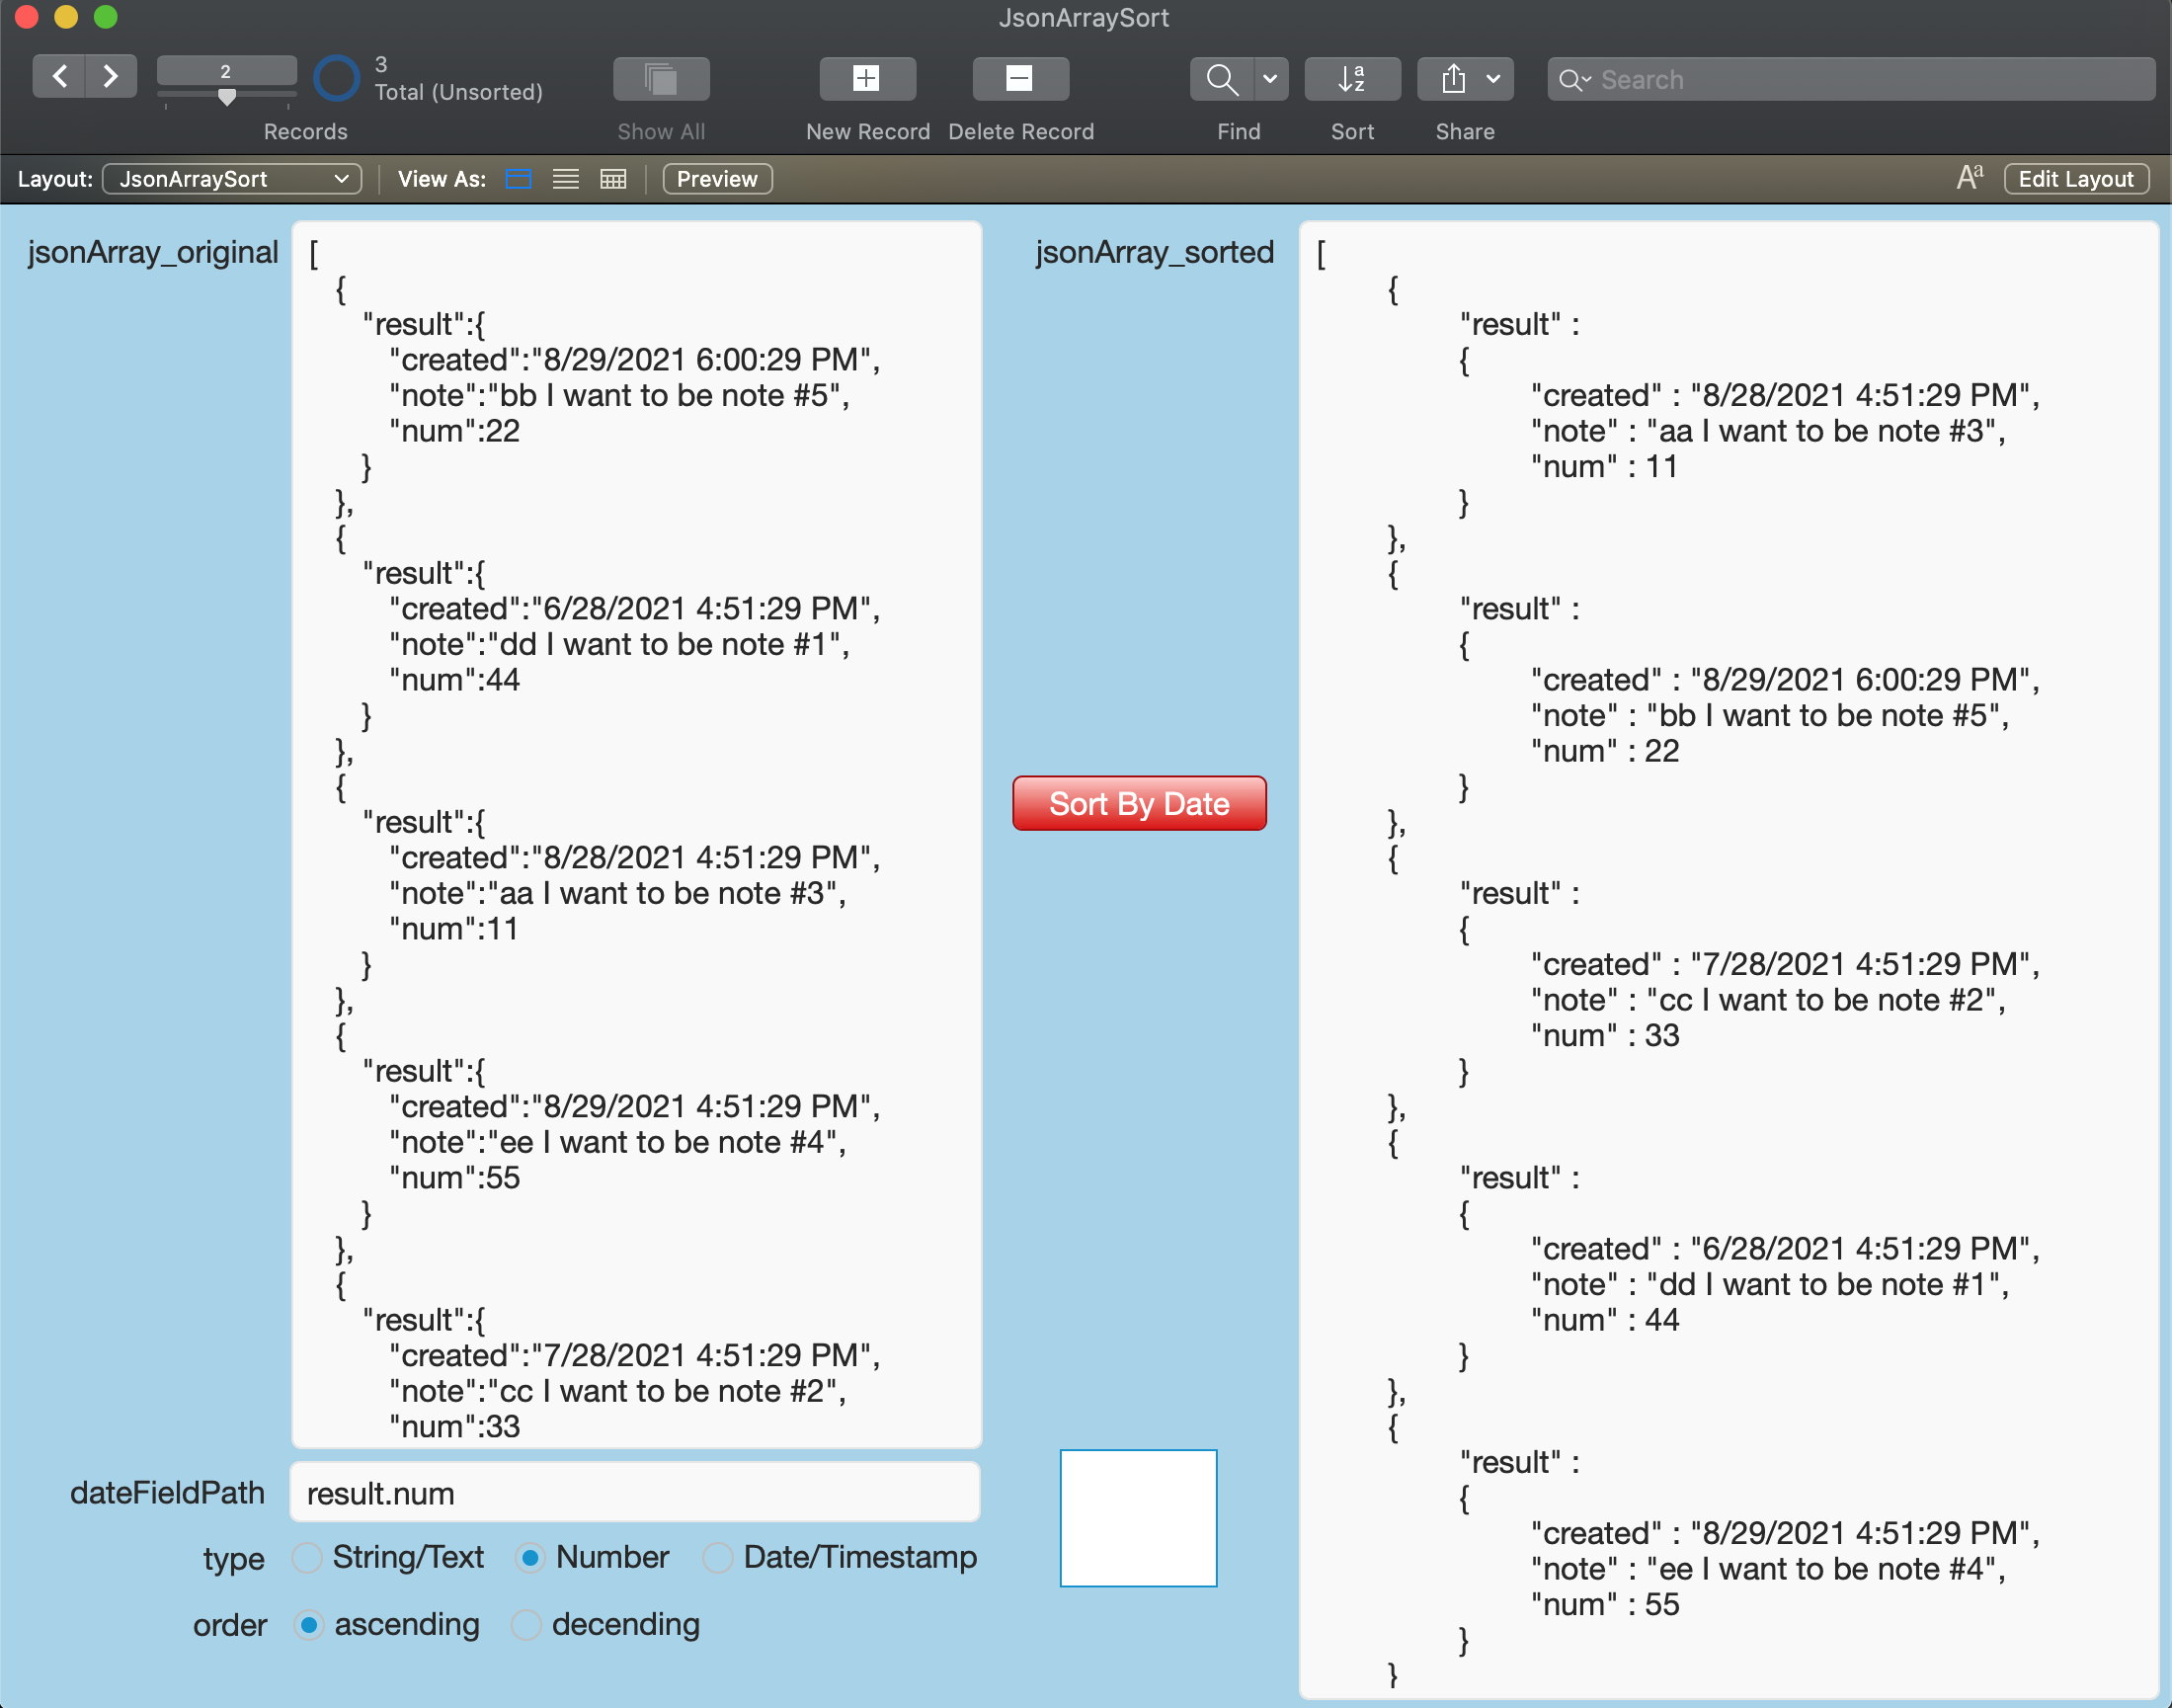 JsonArraySort
2
3
Total (Unsorted)
Records
Show All
New Record
Delete Record
Find
Sort
Share
Search
Layout: JsonArraySort
View As:
Preview
Aa
Edit Layout
jsonArray_original
[
{
"result":{
"created":"8/29/2021 6:00:29 PM",
"note":"bb I want to be note #5",
"num":22
}
},
{
"result":{
"created":"6/28/2021 4:51:29 PM",
"note":"dd I want to be note #1",
"num":44
}
},
{
"result":{
"created":"8/28/2021 4:51:29 PM",
"note":"aa I want to be note #3",
"num":11
}
},
{
"result":{
"created":"8/29/2021 4:51:29 PM",
"note":"ee I want to be note #4",
"num":55
}
},
{
"result":{
"created":"7/28/2021 4:51:29 PM",
"note":"cc I want to be note #2",
"num":33
dateFieldPath
result.num
type
String/Text
Number
Date/Timestamp
order
ascending
decending
Sort By Date
jsonArray_sorted
[
{
"result" :
{
"created" : "8/28/2021 4:51:29 PM",
"note" : "aa I want to be note #3",
"num" : 11
}
},
{
"result" :
{
"created" : "8/29/2021 6:00:29 PM",
"note" : "bb I want to be note #5",
"num" : 22
}
},
{
"result" :
{
"created" : "7/28/2021 4:51:29 PM",
"note" : "cc I want to be note #2",
"num" : 33
}
},
{
"result" :
{
"created" : "6/28/2021 4:51:29 PM",
"note" : "dd I want to be note #1",
"num" : 44
}
},
{
"result" :
{
"created" : "8/29/2021 4:51:29 PM",
"note" : "ee I want to be note #4",
"num" : 55
}
}